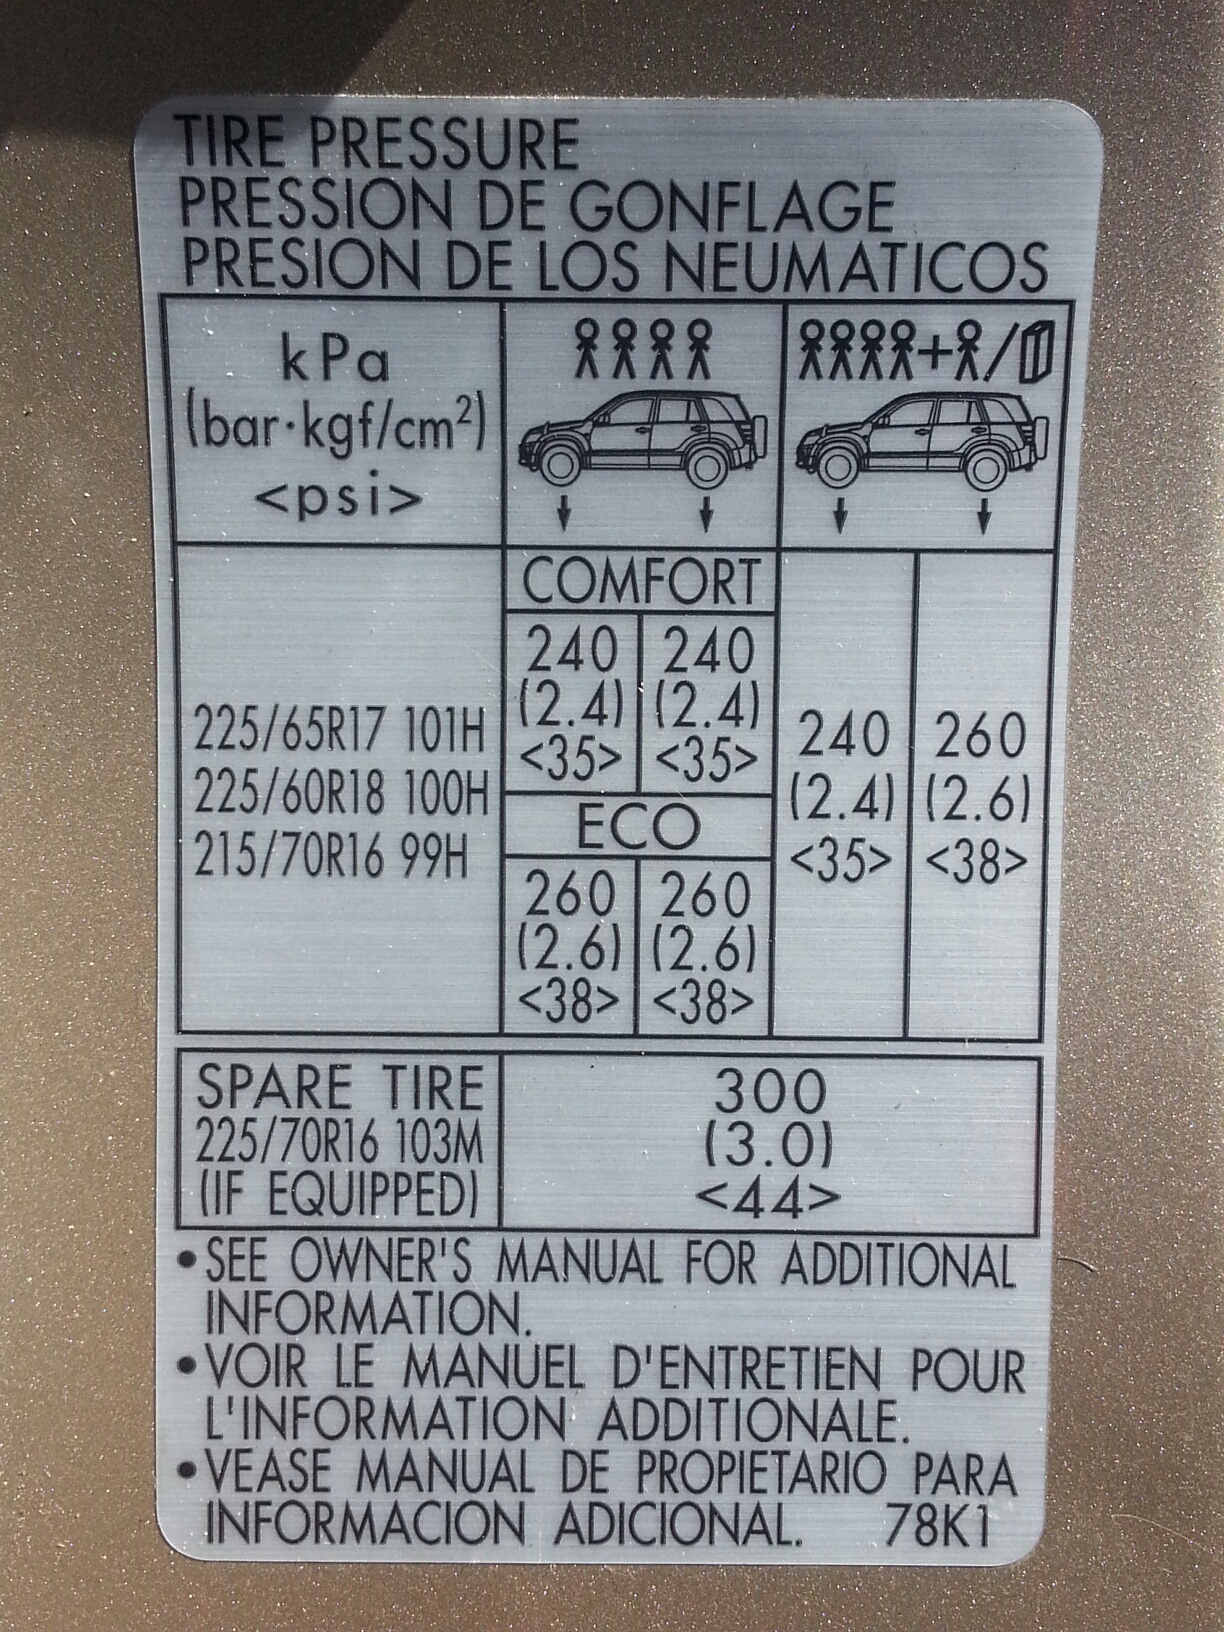 TIRE PRESSURE
PRESSION DE GONFLAGE
PRESION DE LOS NEUMATICOS
kPa
(bar·kgf/cm²)
<psi>
+ /
COMFORT
240 240
(2.4) (2.4)
<35> <35>
225/65R17 101H
225/60R18 100H
215/70R16 99H
ECO
260 260
(2.6) (2.6)
<38> <38>
240 260
(2.4) (2.6)
<35> <38>
SPARE TIRE
225/70R16 103M
(IF EQUIPPED)
300
(3.0)
<44>
•SEE OWNER'S MANUAL FOR ADDITIONAL
INFORMATION.
•VOIR LE MANUEL D'ENTRETIEN POUR
L'INFORMATION ADDITIONALE.
•VEASE MANUAL DE PROPIETARIO PARA
INFORMACION ADICIONAL. 78K1